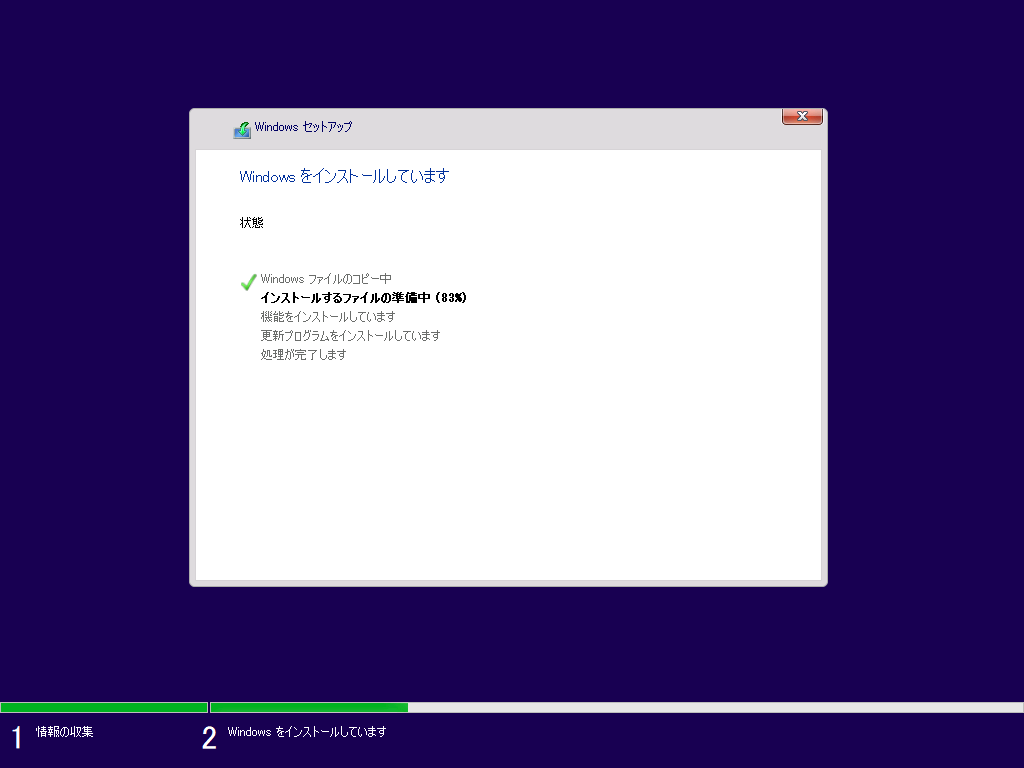 Windows セットアップ
Windows をインストールしています
状態
Windows ファイルのコピー中
インストールするファイルの準備中 (83%)
機能をインストールしています
更新プログラムをインストールしています
処理が完了します
1 情報の収集
2 Windows をインストールしています